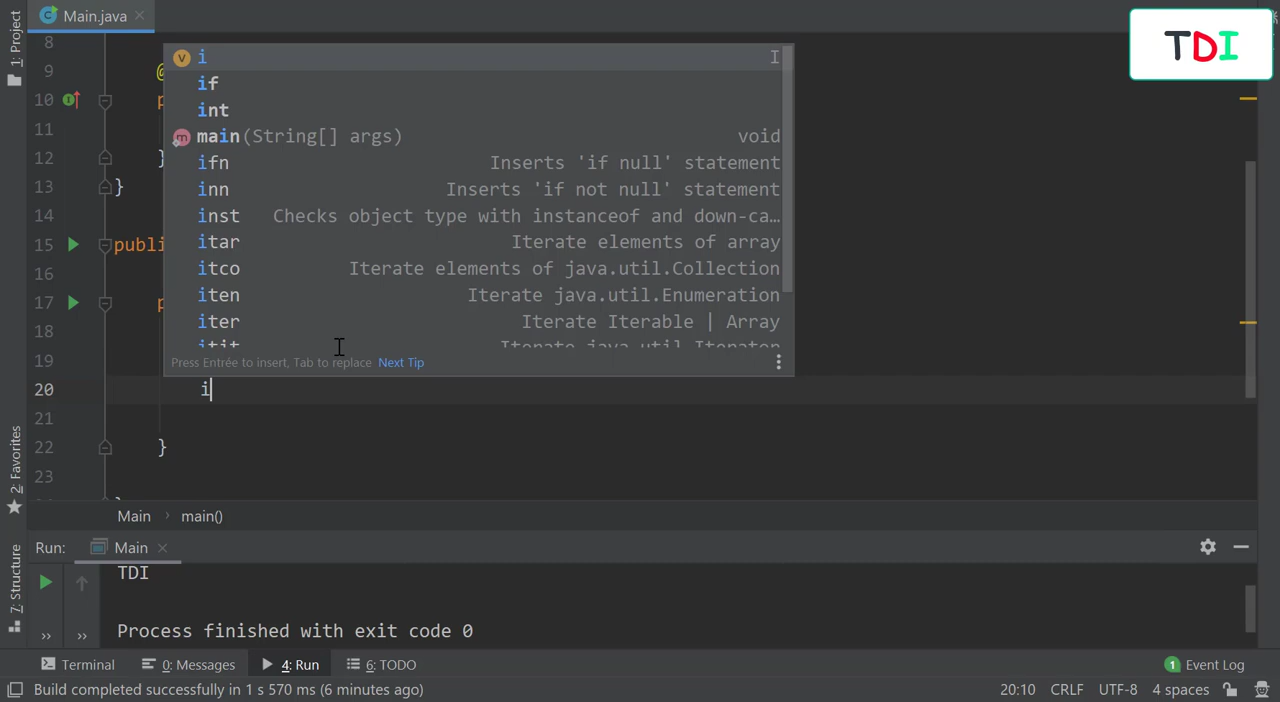 1: Project
Main.java
TDI
8
9 @
10 p
11
12 }
13 }
14
15 publi
16
17 p
18
19
20 i
21
22 }
23
i I
if
int
main(String[] args) void
ifn Inserts 'if null' statement
inn Inserts 'if not null' statement
inst Checks object type with instanceof and down-ca…
itar Iterate elements of array
itco Iterate elements of java.util.Collection
iten Iterate java.util.Enumeration
iter Iterate Iterable | Array
itit Iterate java.util.Iterator
Press Entrée to insert, Tab to replace Next Tip
2: Favorites
7: Structure
Main › main()
Run: Main
TDI
Process finished with exit code 0
Terminal 0: Messages 4: Run 6: TODO 1 Event Log
Build completed successfully in 1 s 570 ms (6 minutes ago) 20:10 CRLF UTF-8 4 spaces